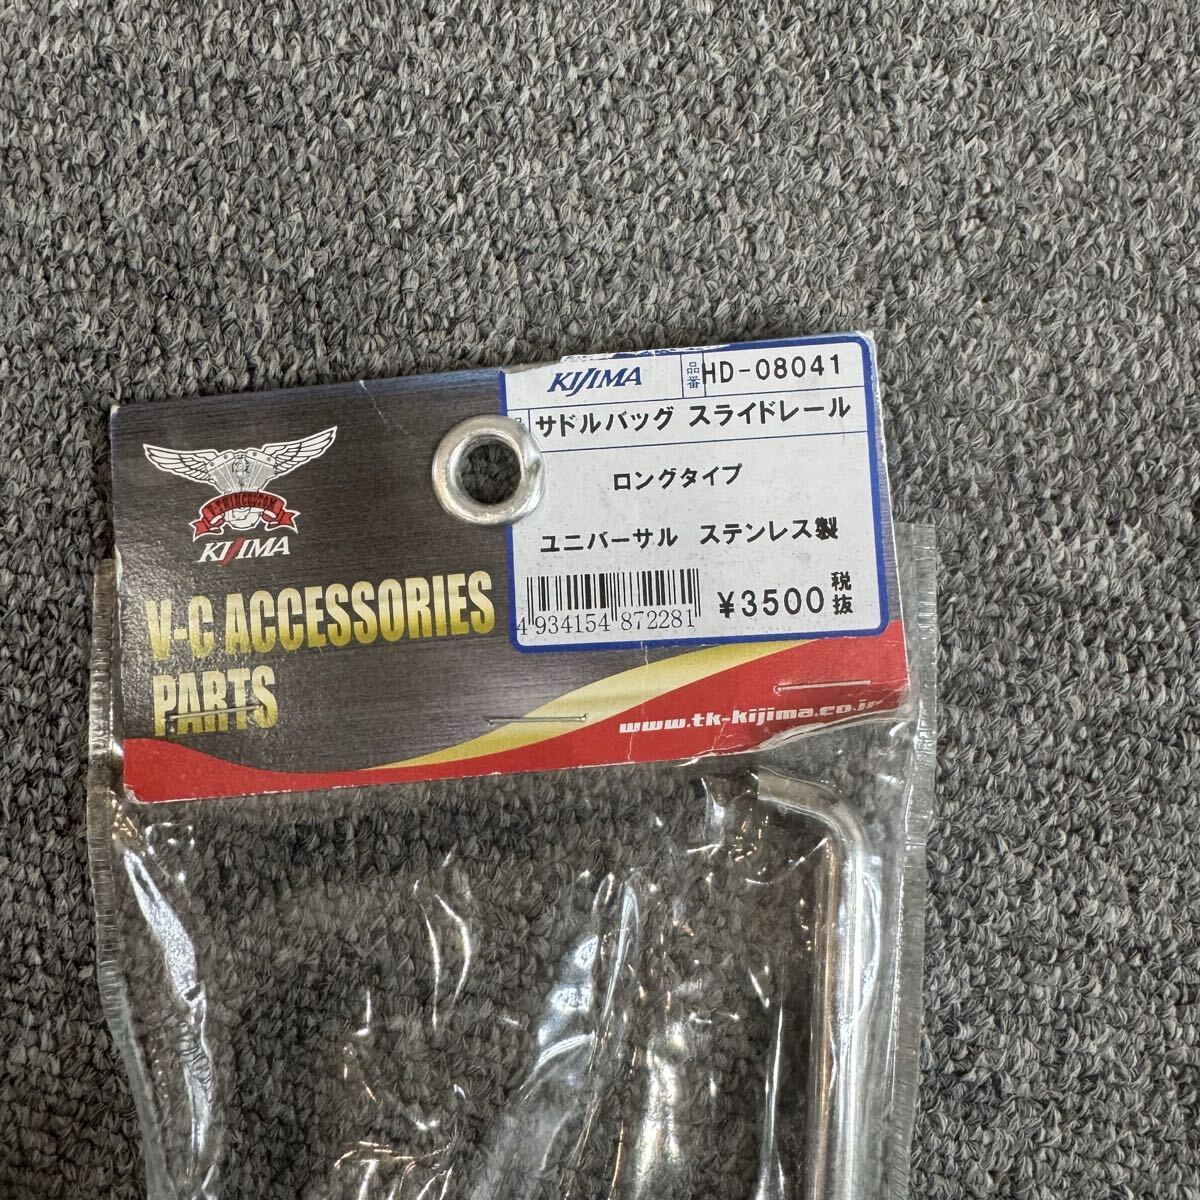 KIJIMA 品番 HD-08041
サドルバッグ スライドレール
ロングタイプ
ユニバーサル ステンレス製
4 934154 872281
¥3500 税抜
KIJIMA
V-C ACCESSORIES
PARTS
www.tk-kijima.co.jp